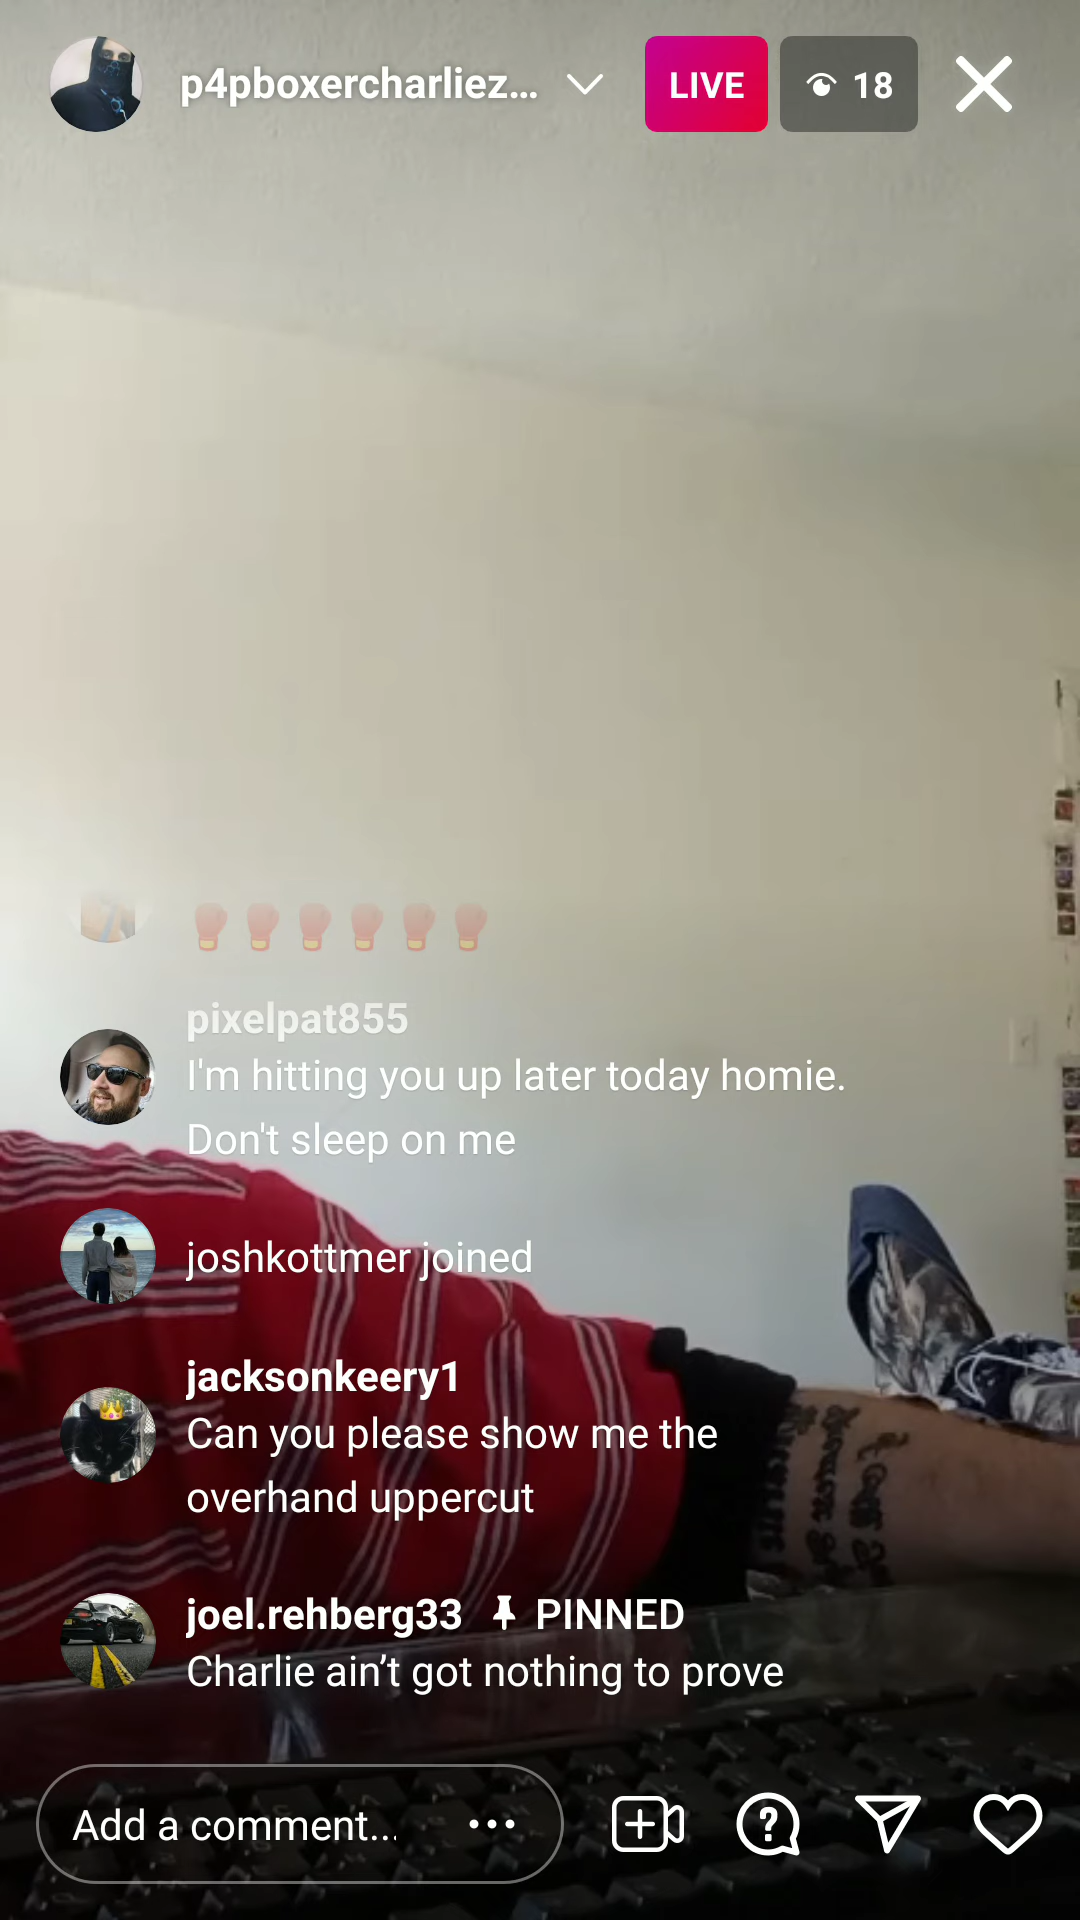 p4pboxercharliez...
LIVE
18
🥊🥊🥊🥊🥊🥊
pixelpat855
I'm hitting you up later today homie.
Don't sleep on me
joshkottmer joined
jacksonkeery1
Can you please show me the
overhand uppercut
joel.rehberg33 PINNED
Charlie ain’t got nothing to prove
Add a comment...